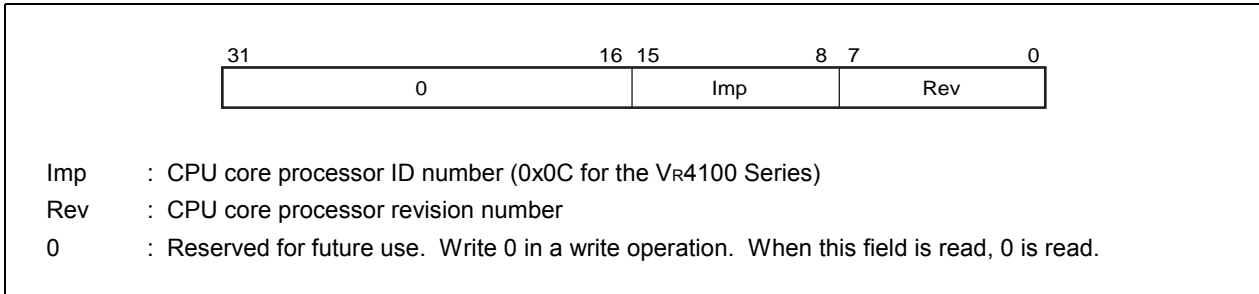 31 16 15 8 7 0
0 Imp Rev
Imp : CPU core processor ID number (0x0C for the VR4100 Series)
Rev : CPU core processor revision number
0 : Reserved for future use. Write 0 in a write operation. When this field is read, 0 is read.